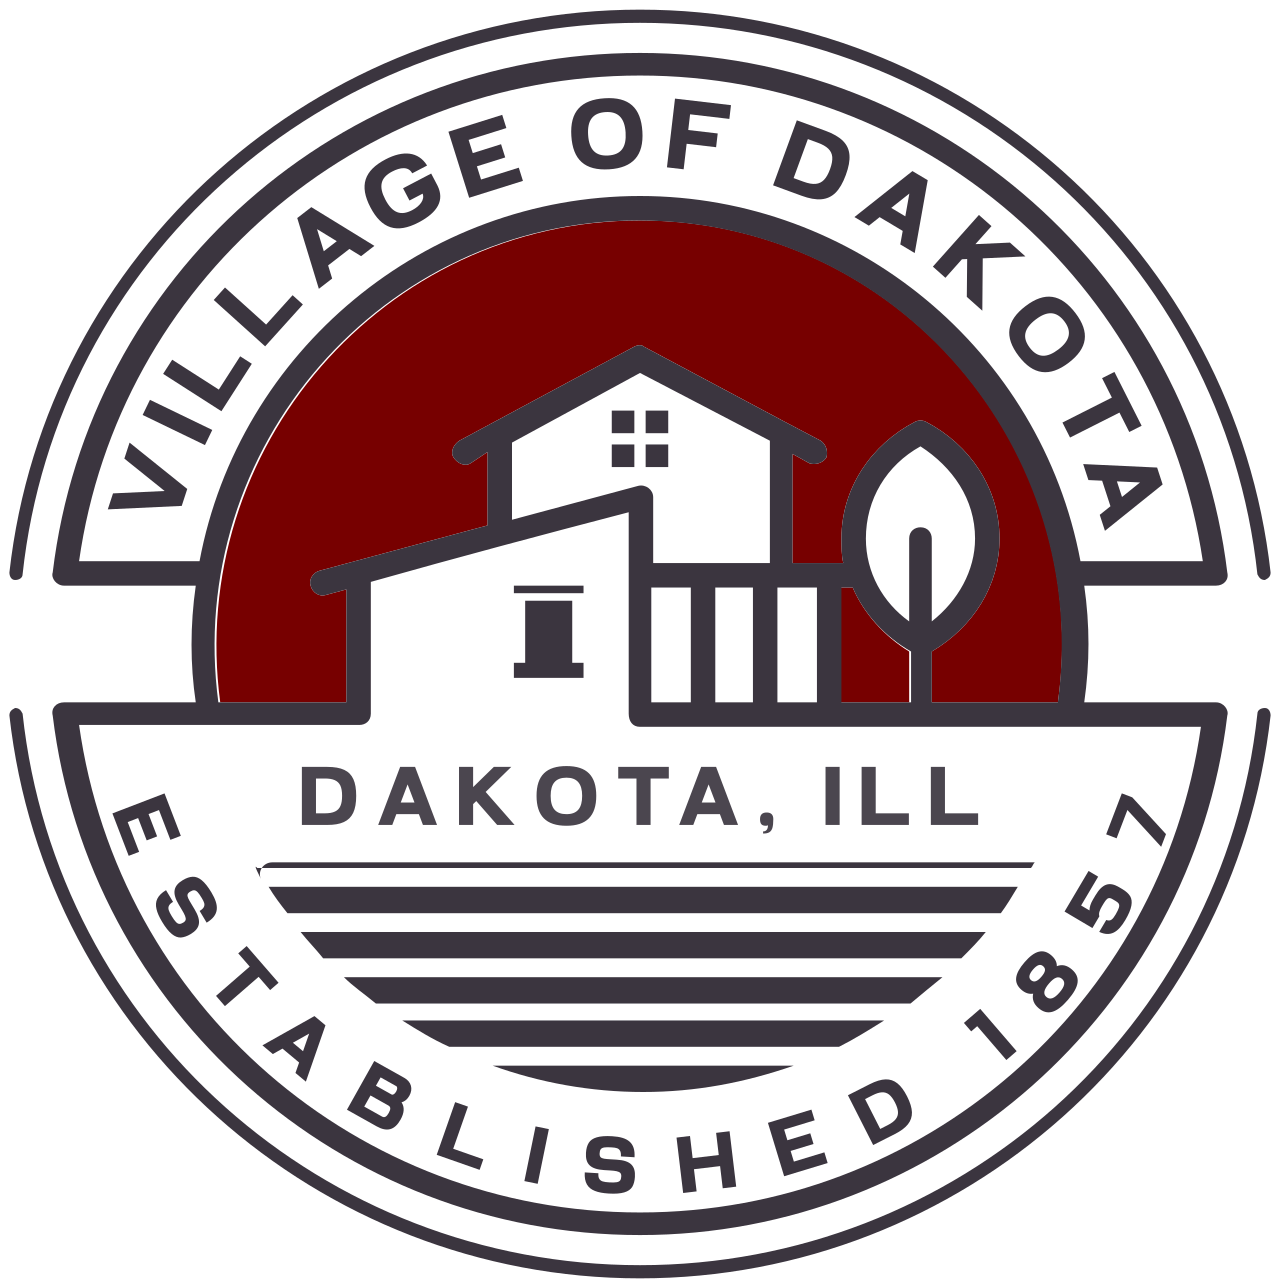 VILLAGE OF DAKOTA
DAKOTA, ILL
ESTABLISHED 1857